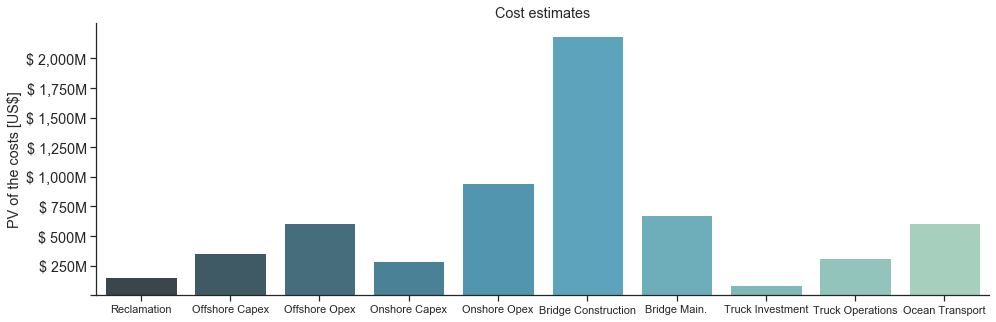 Cost estimates
PV of the costs [US$]
$ 2,000M
$ 1,750M
$ 1,500M
$ 1,250M
$ 1,000M
$ 750M
$ 500M
$ 250M
Reclamation Offshore Capex Offshore Opex Onshore Capex Onshore Opex Bridge Construction Bridge Main. Truck Investment Truck Operations Ocean Transport